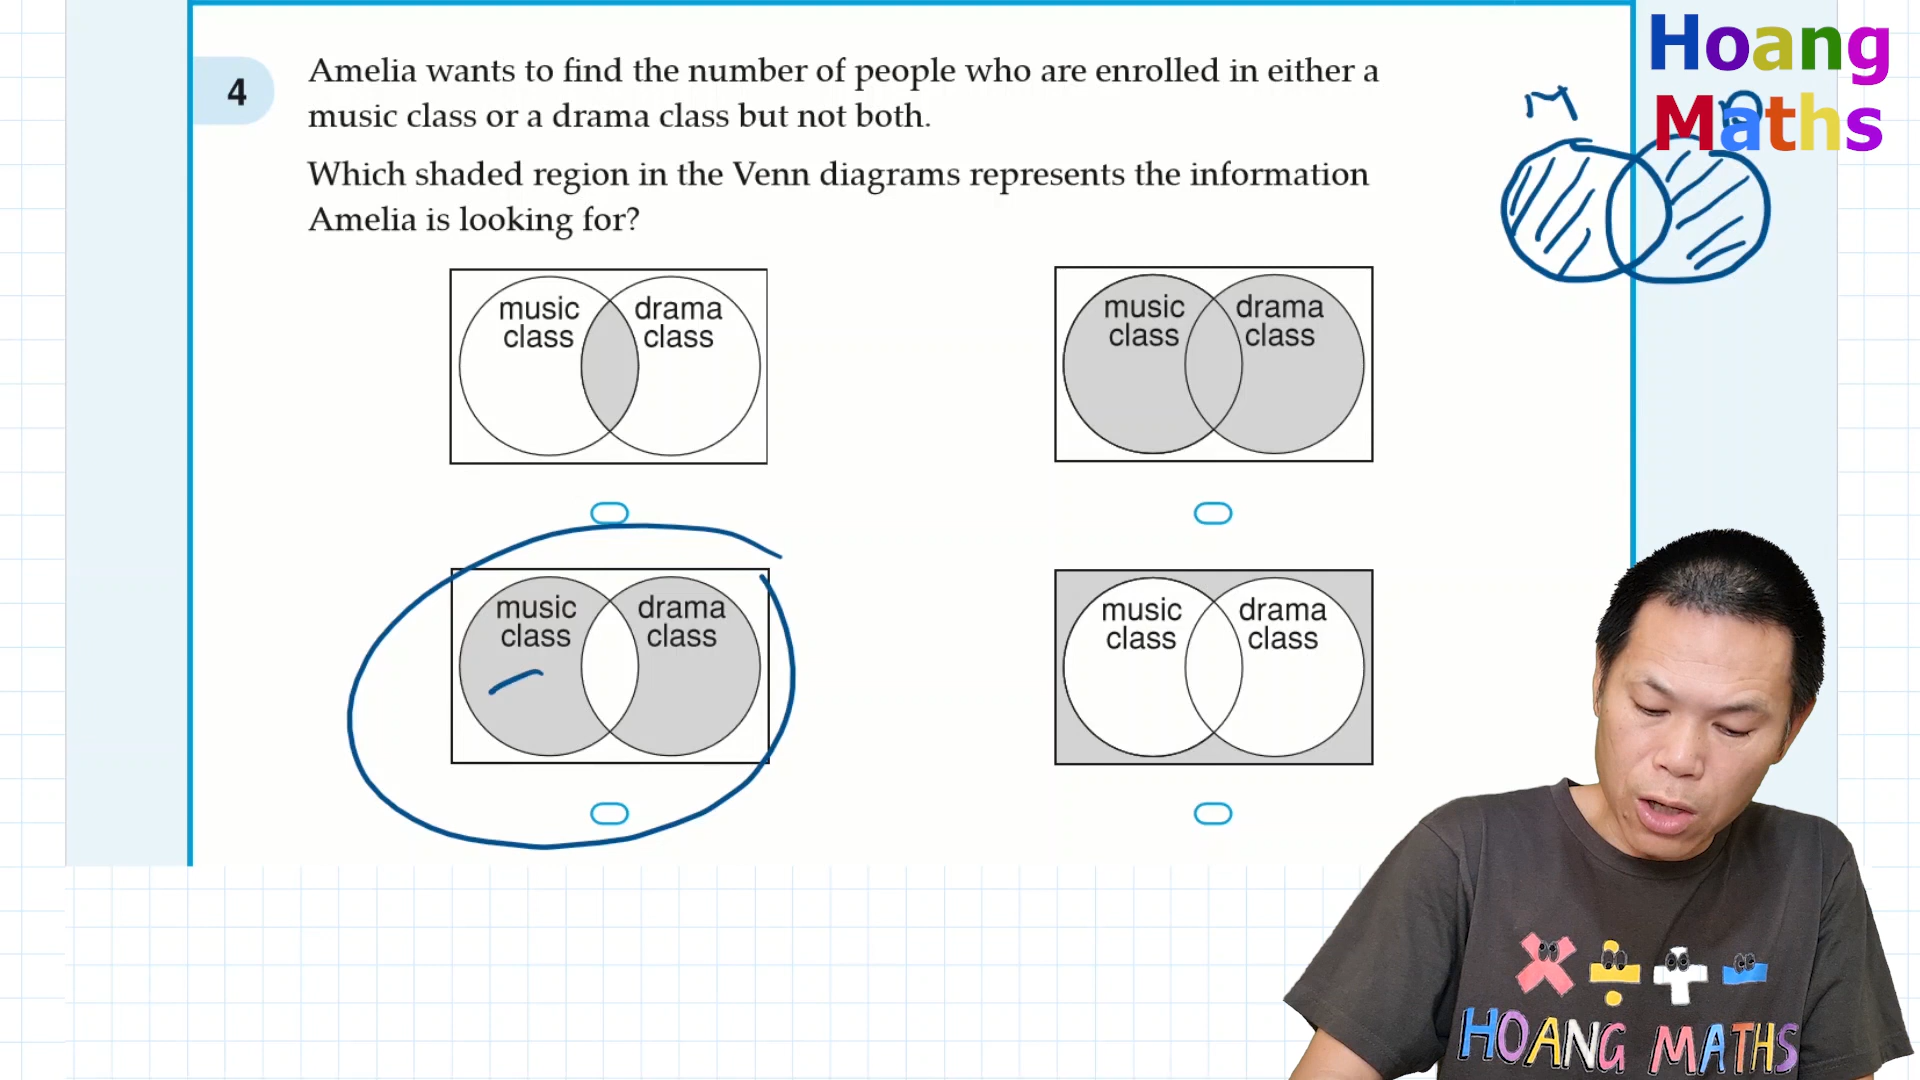 4
Amelia wants to find the number of people who are enrolled in either a
music class or a drama class but not both.
Which shaded region in the Venn diagrams represents the information
Amelia is looking for?
music
class
drama
class
music
class
drama
class
music
class
drama
class
music
class
drama
class
M
D
Hoang
Maths
HOANG MATHS